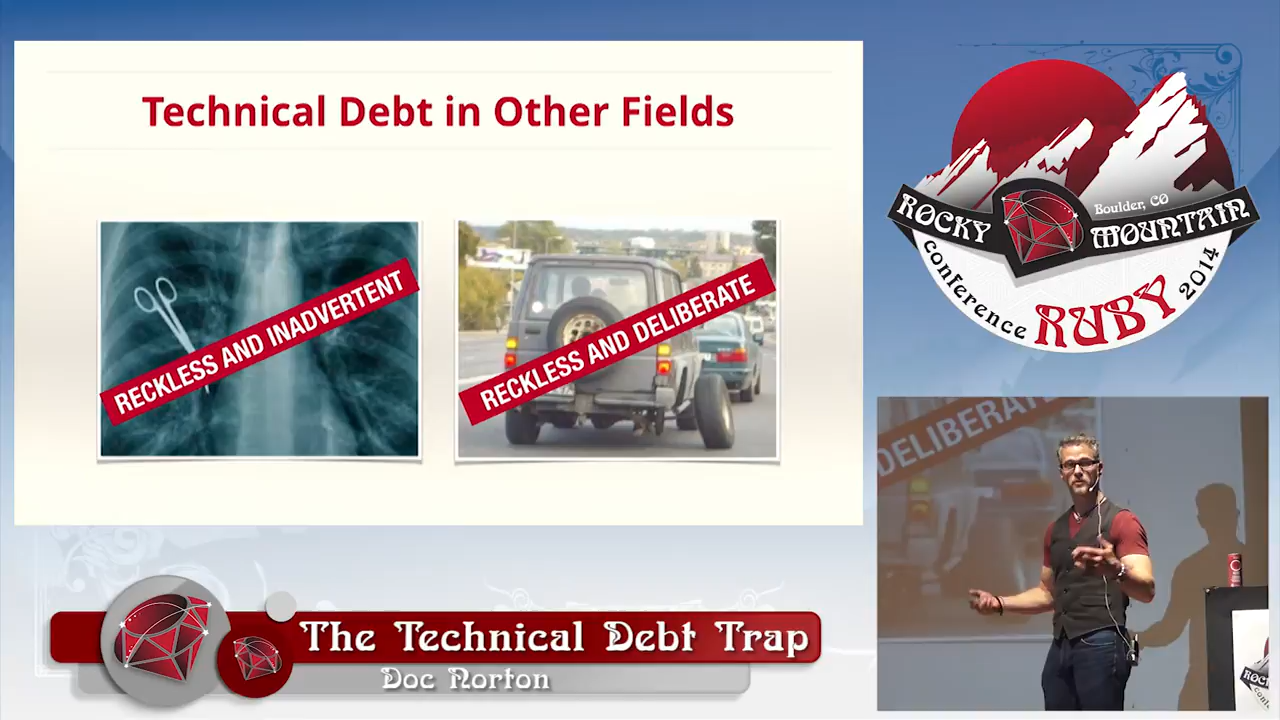 Technical Debt in Other Fields
RECKLESS AND INADVERTENT
RECKLESS AND DELIBERATE
ROCKY MOUNTAIN
Boulder, CO
conference RUBY 2014
DELIBERAT
The Technical Debt Trap
Doc Norton